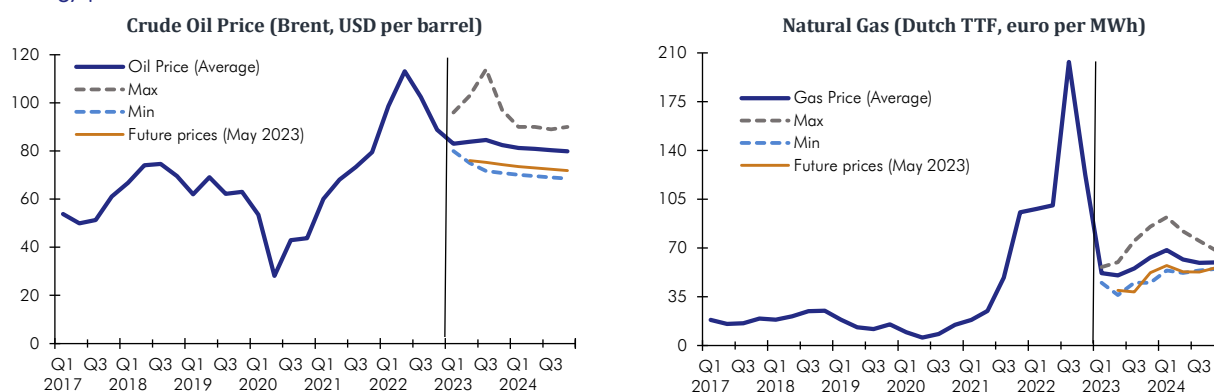 Crude Oil Price (Brent, USD per barrel)
120
100
80
60
40
20
0
Oil Price (Average)
Max
Min
Future prices (May 2023)
Q1 Q3 Q1 Q3 Q1 Q3 Q1 Q3 Q1 Q3 Q1 Q3 Q1 Q3 Q1 Q3
2017 2018 2019 2020 2021 2022 2023 2024
Natural Gas (Dutch TTF, euro per MWh)
210
175
140
105
70
35
0
Gas Price (Average)
Max
Min
Future prices (May 2023)
Q1 Q3 Q1 Q3 Q1 Q3 Q1 Q3 Q1 Q3 Q1 Q3 Q1 Q3 Q1 Q3
2017 2018 2019 2020 2021 2022 2023 2024